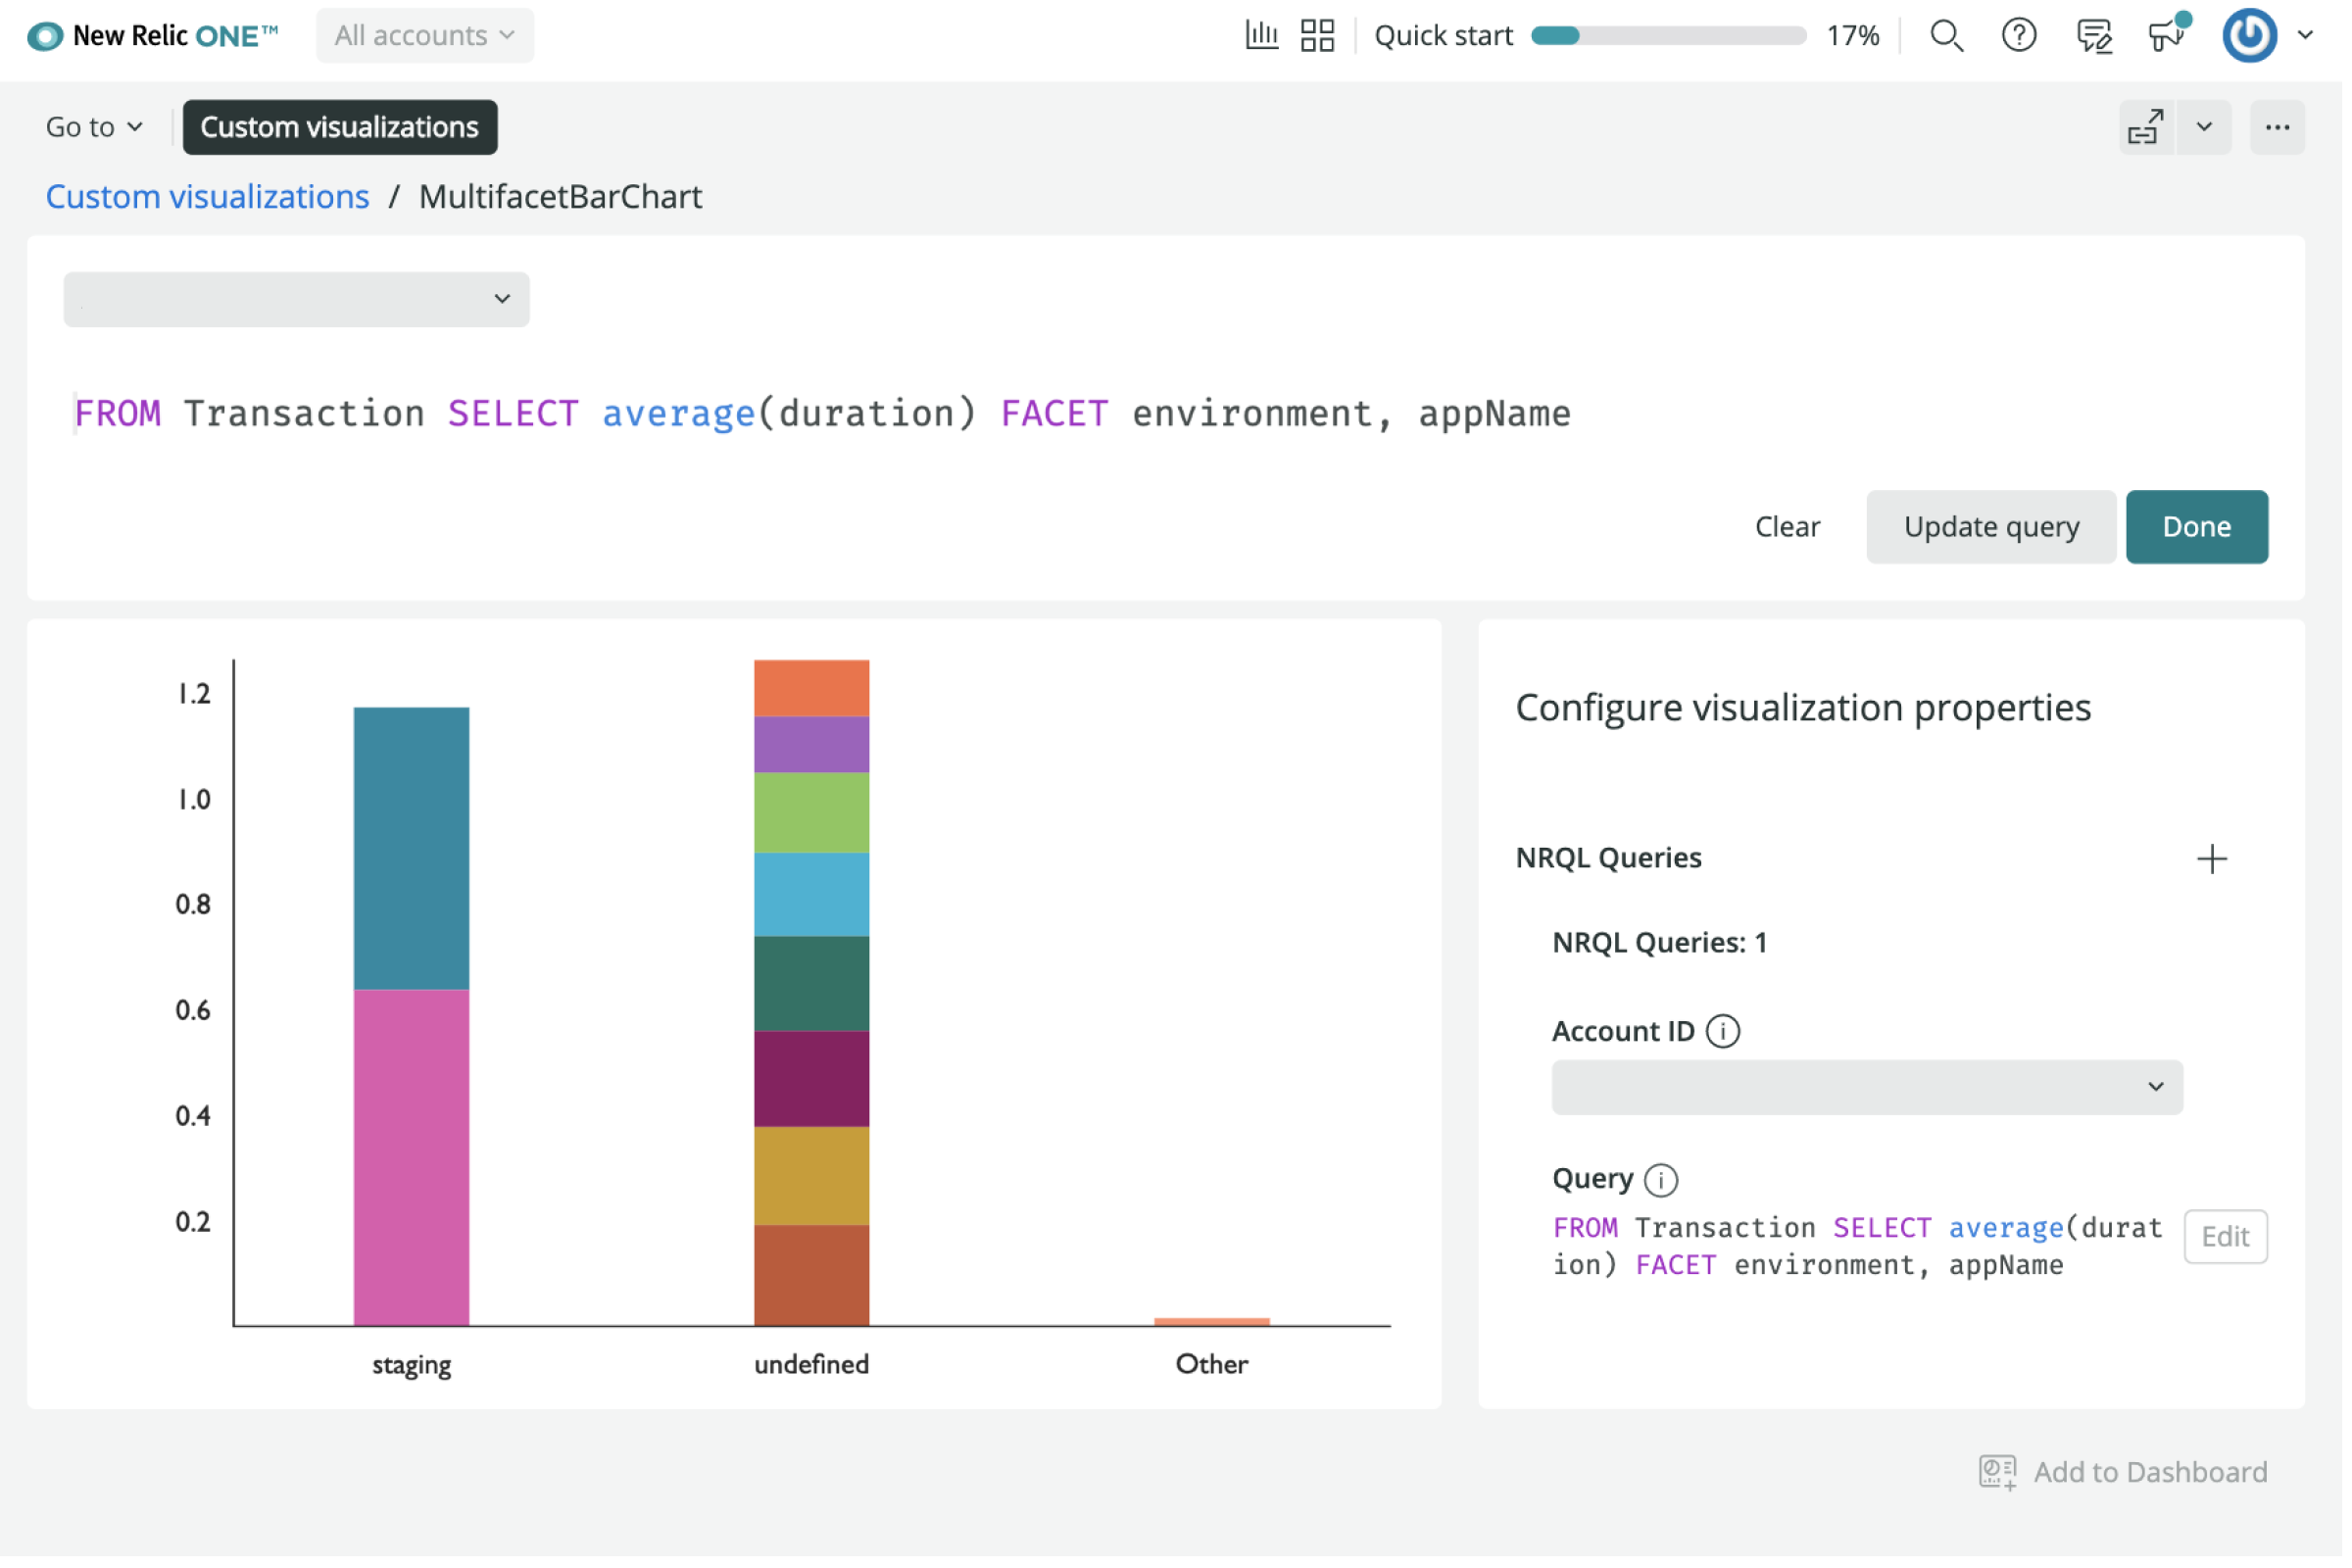 New Relic ONE™ All accounts Quick start 17%
Go to Custom visualizations
Custom visualizations / MultifacetBarChart
FROM Transaction SELECT average(duration) FACET environment, appName
Clear Update query Done
1.2
1.0
0.8
0.6
0.4
0.2
staging undefined Other
Configure visualization properties
NRQL Queries
NRQL Queries: 1
Account ID
Query
FROM Transaction SELECT average(durat
ion) FACET environment, appName
Edit
Add to Dashboard